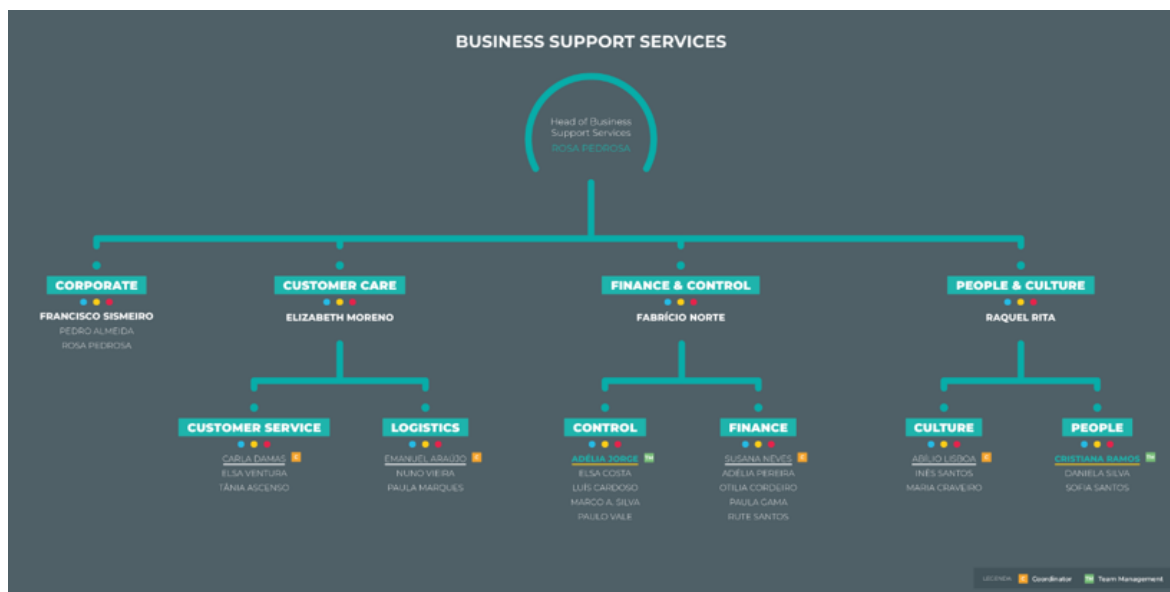 BUSINESS SUPPORT SERVICES
Head of Business
Support Services
ROSA PEDROSA
CORPORATE
FRANCISCO SISMEIRO
PEDRO ALMEIDA
ROSA PEDROSA
CUSTOMER CARE
ELIZABETH MORENO
FINANCE & CONTROL
FABRÍCIO NORTE
PEOPLE & CULTURE
RAQUEL RITA
CUSTOMER SERVICE
CARLA DAMAS C
ELSA VENTURA
TÂNIA ASCENSO
LOGISTICS
EMANUEL ARAÚJO C
NUNO VIEIRA
PAULA MARQUES
CONTROL
ADÉLIA JORGE TM
ELSA COSTA
LUÍS CARDOSO
MARCO A. SILVA
PAULO VALE
FINANCE
SUSANA NEVES C
ADÉLIA PEREIRA
OTILIA CORDEIRO
PAULA GAMA
RUTE SANTOS
CULTURE
ABÍLIO LISBOA C
INÊS SANTOS
MARIA CRAVEIRO
PEOPLE
CRISTIANA RAMOS TM
DANIELA SILVA
SOFIA SANTOS
LEGENDA: C Coordinator TM Team Management